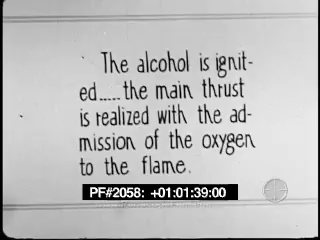 The alcohol is ignit-
ed.....the main thrust
is realized with the ad-
mission of the oxygen
to the flame.
PF#2058: +01:01:39:00